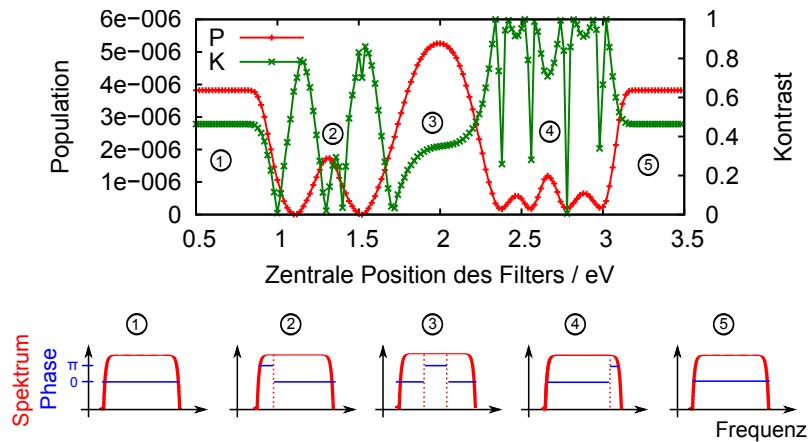 6e-006
5e-006
4e-006
3e-006
2e-006
1e-006
0
Population
P
K
1
2
3
4
5
1
0.8
0.6
0.4
0.2
0
Kontrast
0.5
1
1.5
2
2.5
3
3.5
Zentrale Position des Filters / eV
1
2
3
4
5
Spektrum
Phase
π
0
Frequenz